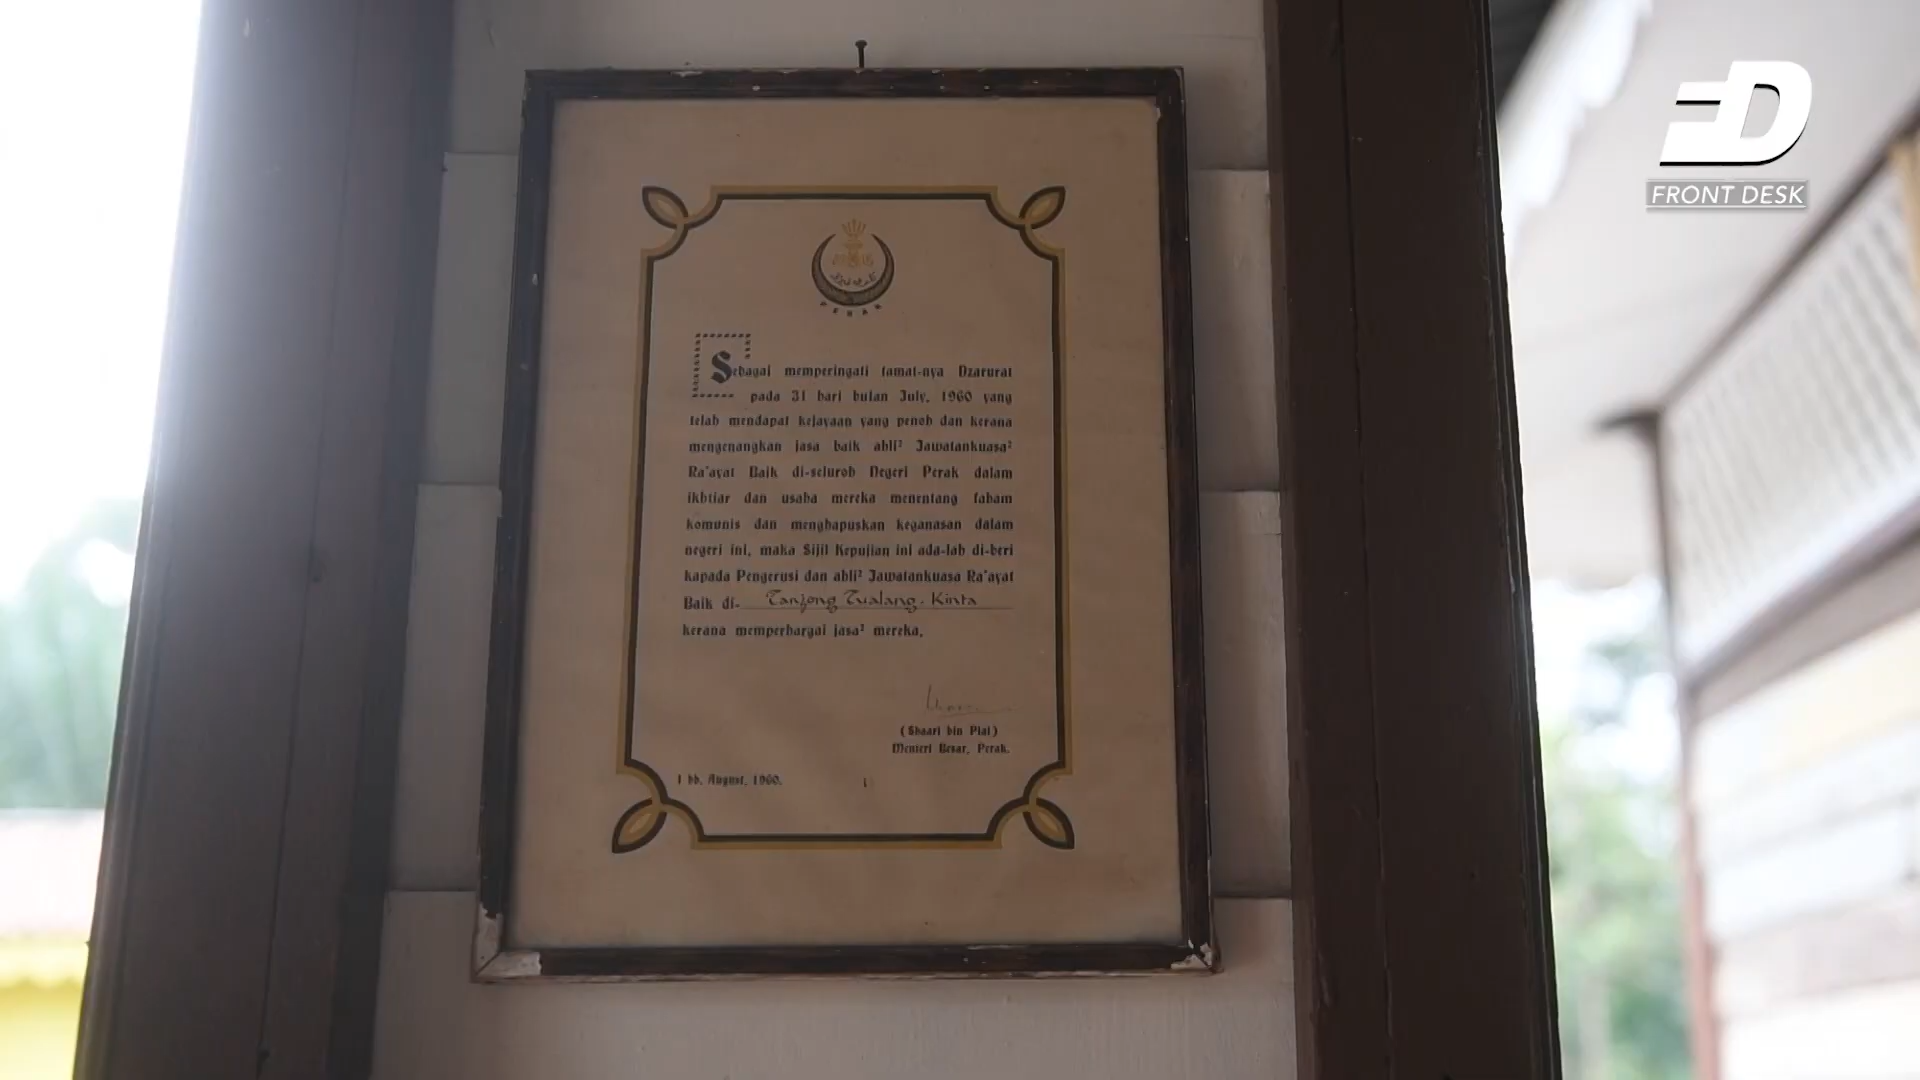 FD
FRONT DESK
PERAK
Sebagai memperingati tamat-nya Dzarurat
pada 31 hari bulan July, 1960 yang
telah mendapat kejayaan yang penoh dan kerana
mengenangkan jasa baik ahli² Jawatankuasa²
Ra'ayat Baik di-seluroh Negeri Perak dalam
ikhtiar dan usaha mereka menentang faham
komunis dan menghapuskan keganasan dalam
negeri ini, maka Sijil Kepujian ini ada-lah di-beri
kapada Pengerusi dan ahli² Jawatankuasa Ra'ayat
Baik di- Tanjong Tualang. Kinta
kerana memperhargai jasa² mereka.
(Shaari bin Piai)
Menteri Besar, Perak.
1 hb. August, 1960.